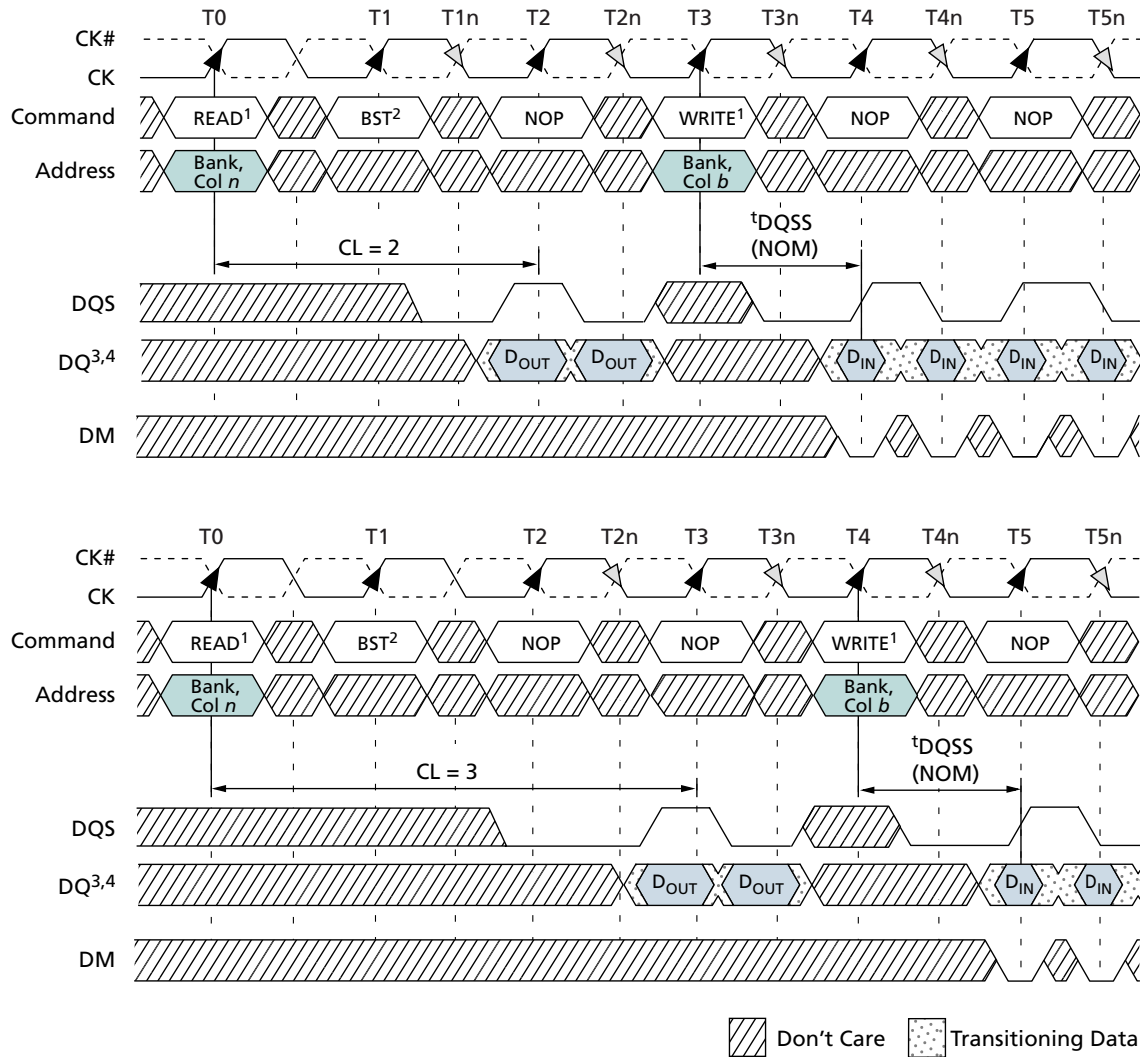 T0 T1 T1n T2 T2n T3 T3n T4 T4n T5 T5n
CK#
CK
Command READ1 BST2 NOP WRITE1 NOP NOP
Address Bank, Col n Bank, Col b
tDQSS
(NOM)
CL = 2
DQS
DQ3,4 DOUT DOUT DIN DIN DIN DIN
DM
T0 T1 T2 T2n T3 T3n T4 T4n T5 T5n
CK#
CK
Command READ1 BST2 NOP NOP WRITE1 NOP
Address Bank, Col n Bank, Col b
tDQSS
(NOM)
CL = 3
DQS
DQ3,4 DOUT DOUT DIN DIN
DM
Don't Care Transitioning Data